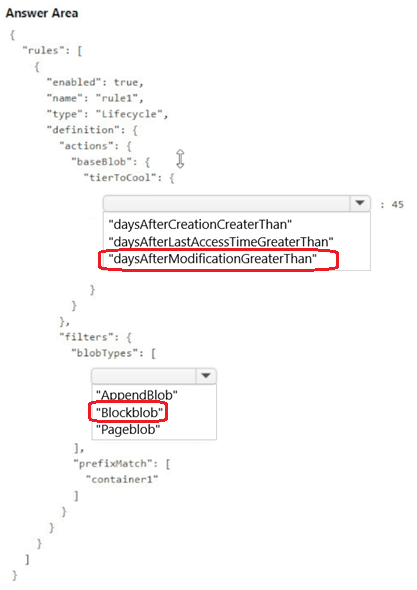 Answer Area
{
"rules": [
{
"enabled": true,
"name": "rule1",
"type": "Lifecycle",
"definition": {
"actions": {
"baseBlob": {
"tierToCool": {
: 45
"daysAfterCreationCreaterThan"
"daysAfterLastAccessTimeGreaterThan"
"daysAfterModificationGreaterThan"
}
}
},
"filters": {
"blobTypes": [
"AppendBlob"
"Blockblob"
"Pageblob"
],
"prefixMatch": [
"container1"
]
}
}
}
]
}